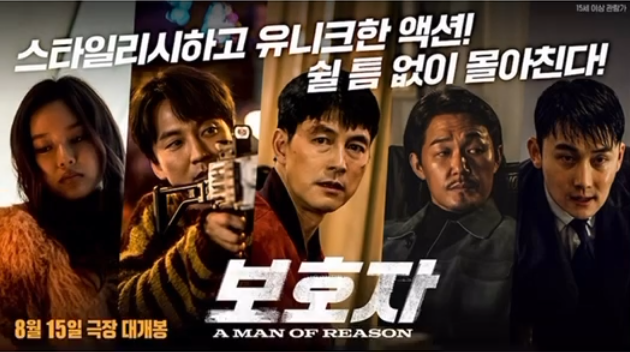 15세 이상 관람가
스타일리시하고 유니크한 액션!
쉴 틈 없이 몰아친다!
보호자
A MAN OF REASON
8월 15일 극장 대개봉